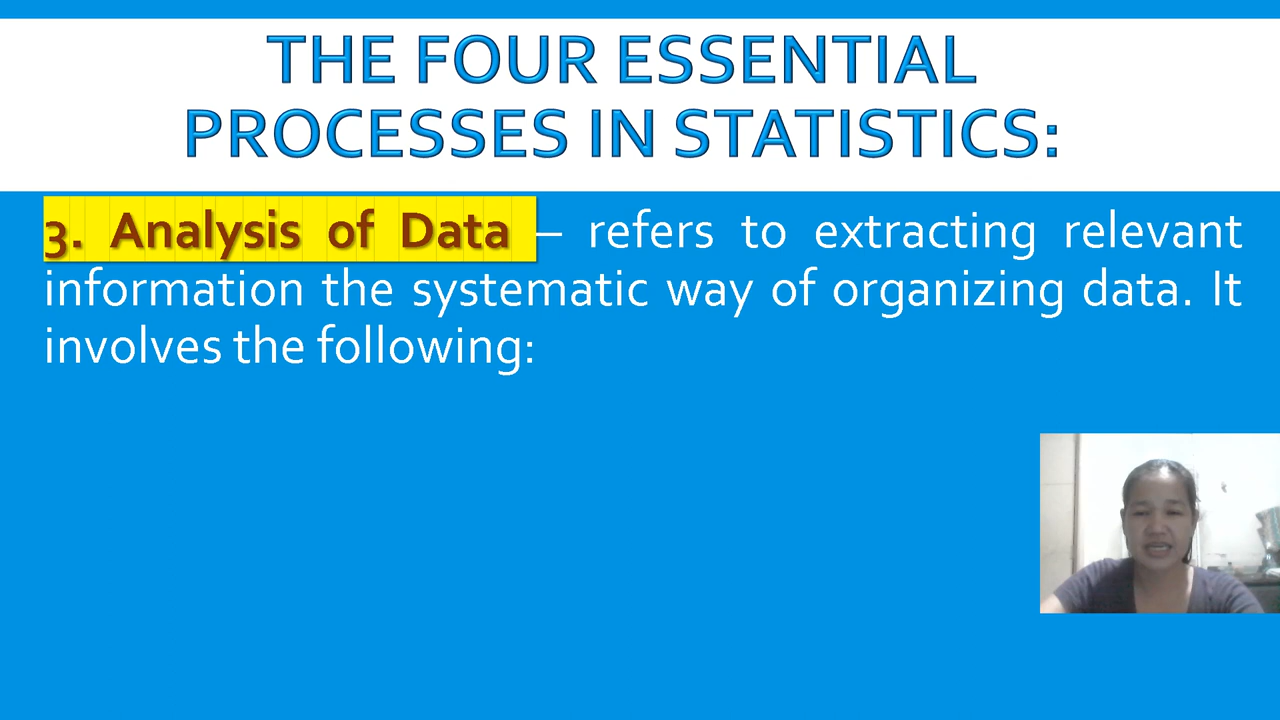 THE FOUR ESSENTIAL
PROCESSES IN STATISTICS:
3. Analysis of Data – refers to extracting relevant
information the systematic way of organizing data. It
involves the following: